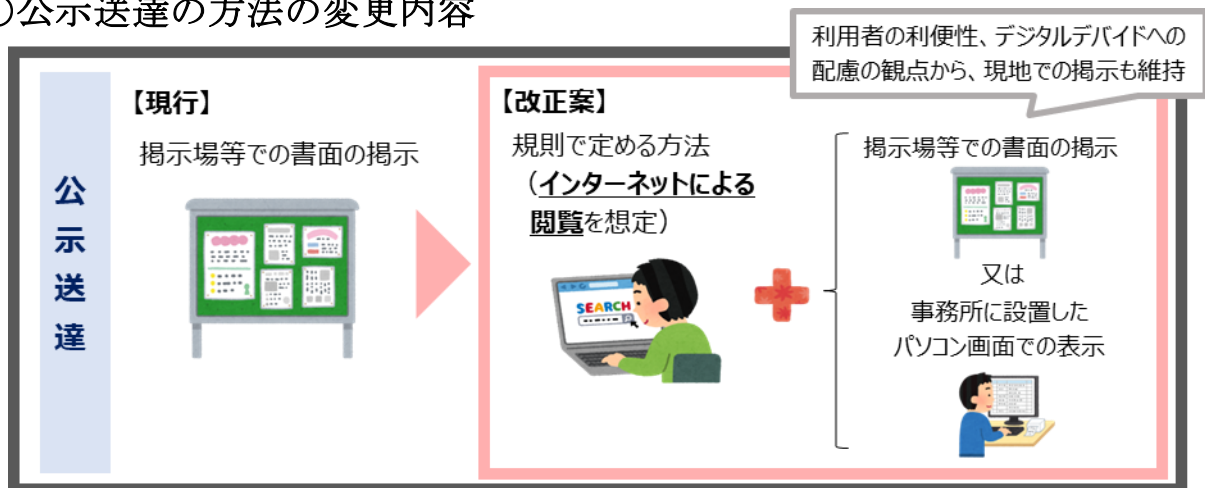 ○公示送達の方法の変更内容
利用者の利便性、デジタルデバイドへの
配慮の観点から、現地での掲示も維持
公示送達
【現行】
掲示場等での書面の掲示
【改正案】
規則で定める方法
（インターネットによる
閲覧を想定）
SEARCH
掲示場等での書面の掲示
又は
事務所に設置した
パソコン画面での表示